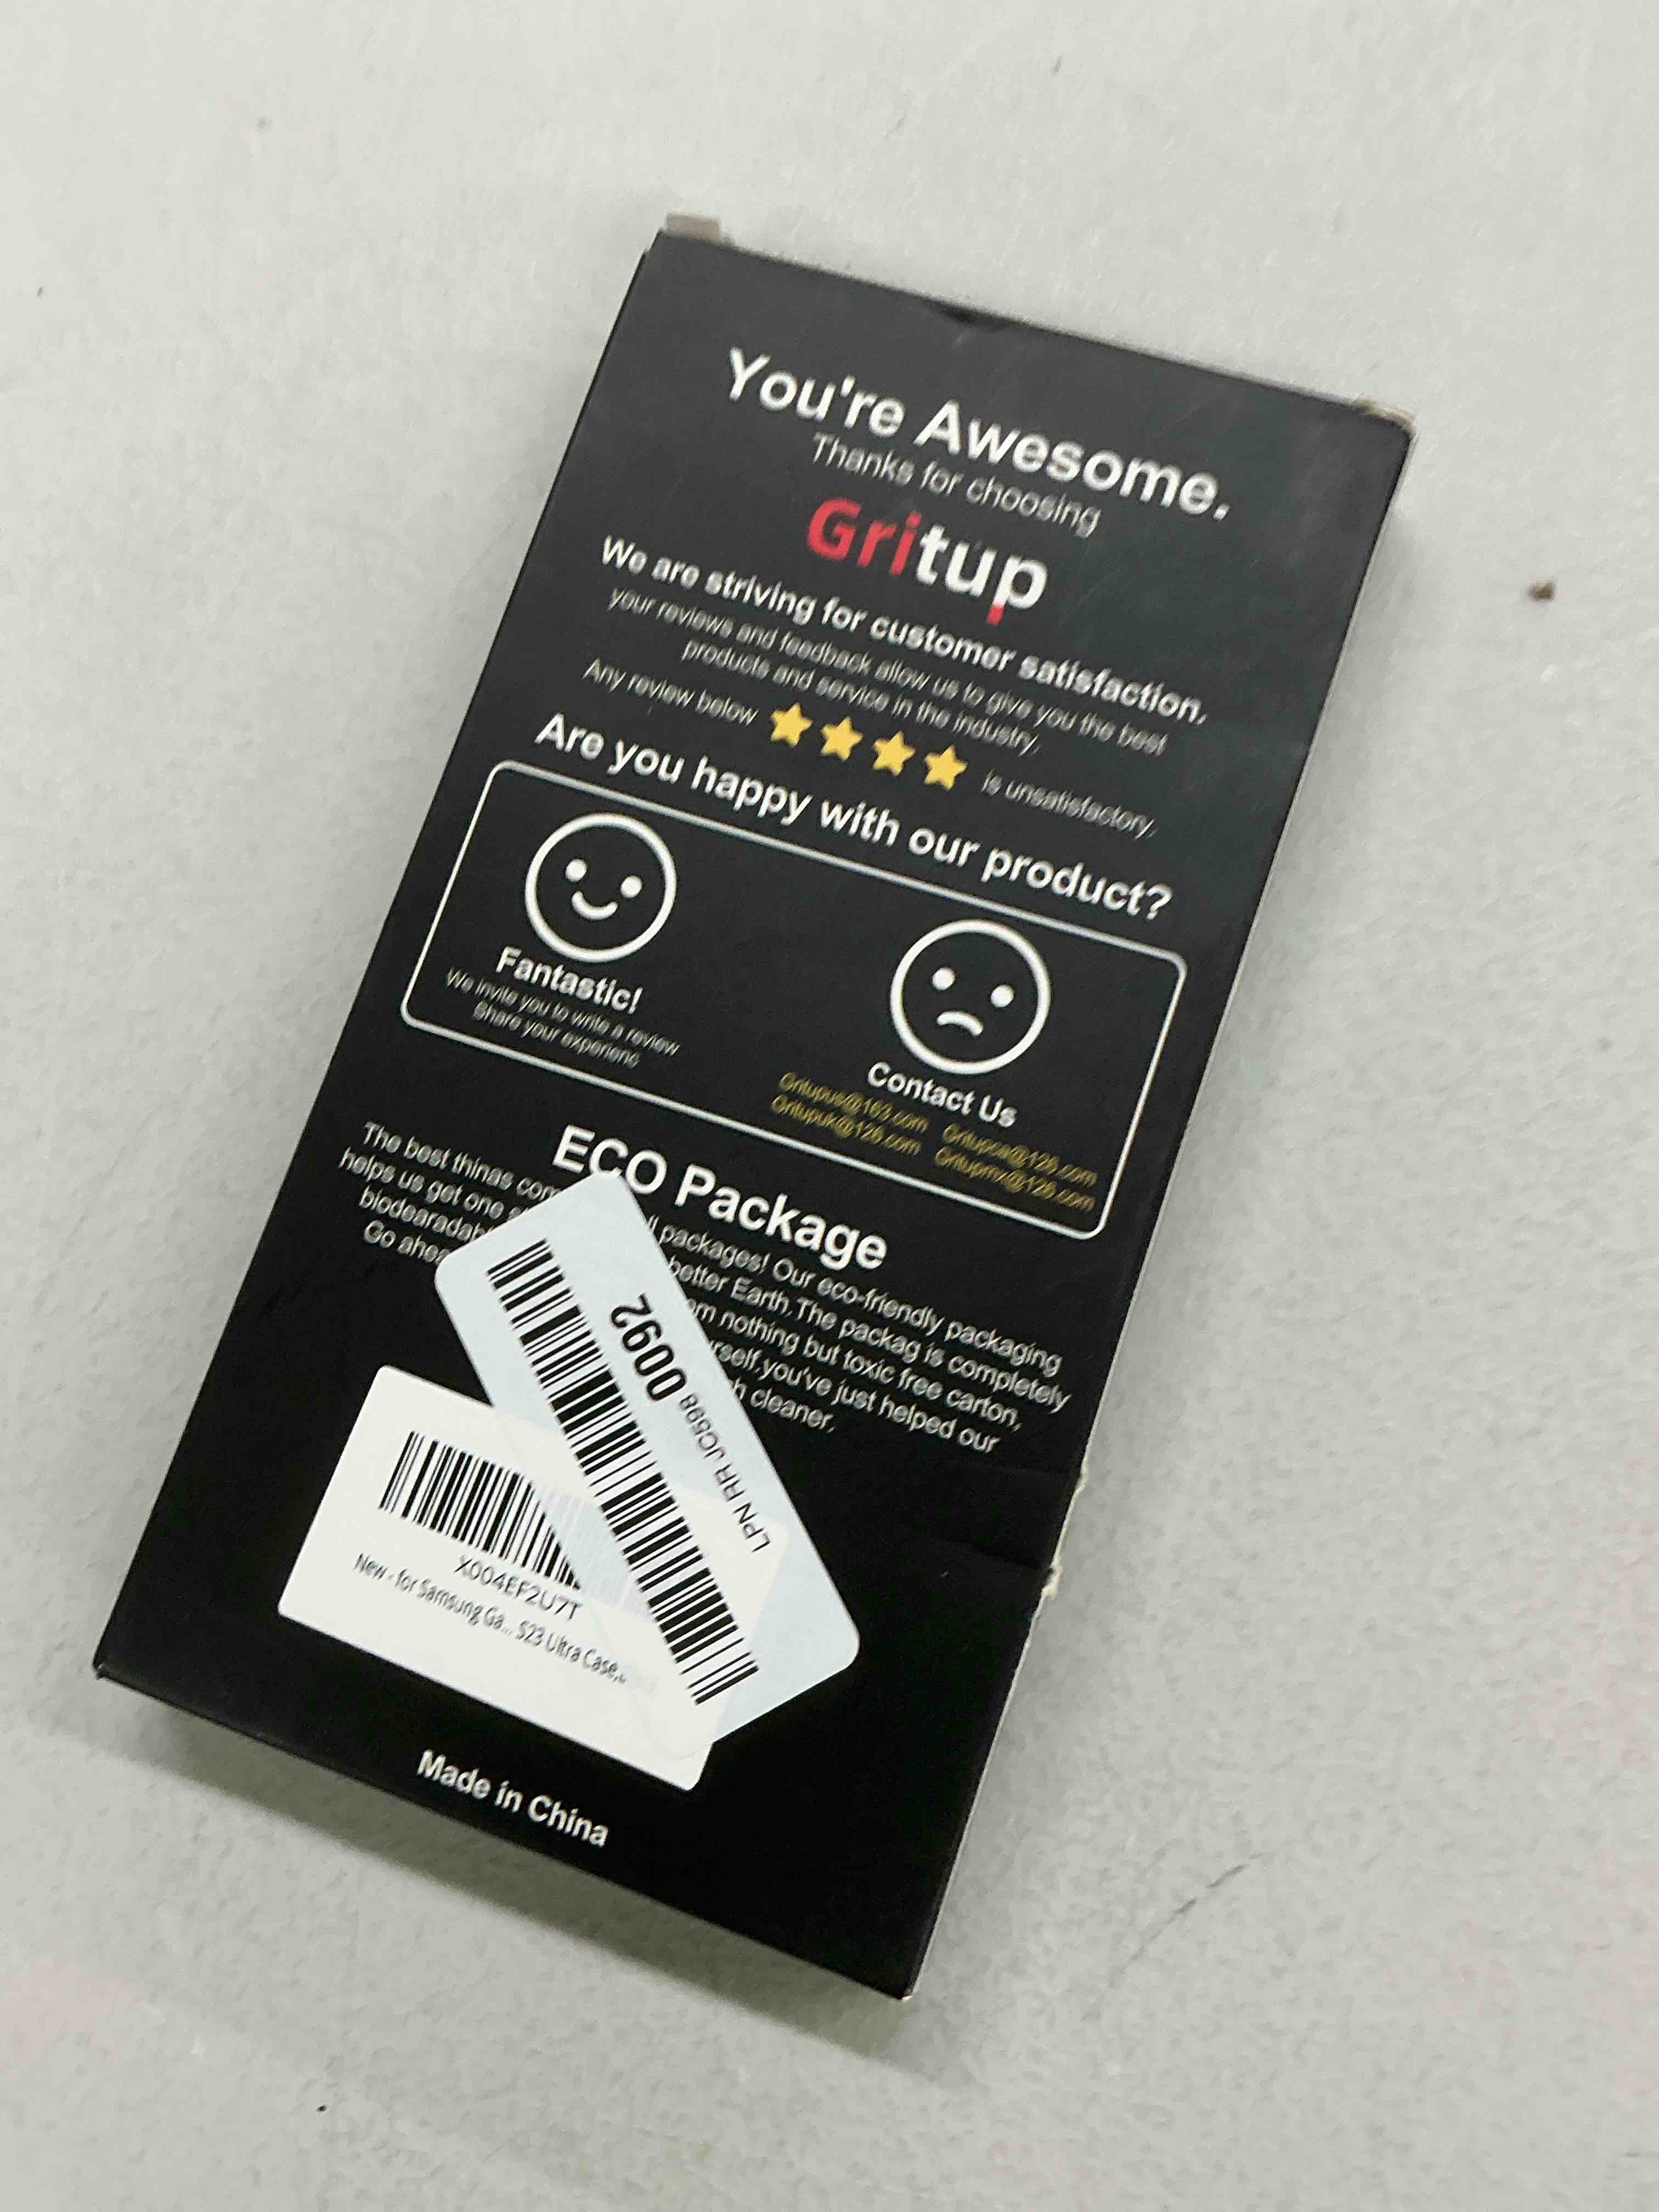 You're Awesome.
Thanks for choosing
Gritup
We are striving for customer satisfaction,
your reviews and feedback allow us to give you the best
products and service in the industry,
Any review below is unsatisfactory,
Are you happy with our product?
Fantastic!
We invite you to write a review
Share your experienc
Contact Us
Gritupus@163.com Gritupca@126.com
Gritupuk@126.com Gritupmx@126.com
ECO Package
The best thinas ll packages! Our eco-friendly packaging
helps us get one better Earth,The packag is completely
nothing but toxic free carton,
Go you've just helped our
cleaner,
0092
LPN RR JC598
X004EF2U7T
New - for Samsung Ga... S23 Ultra Case,..
Made in China